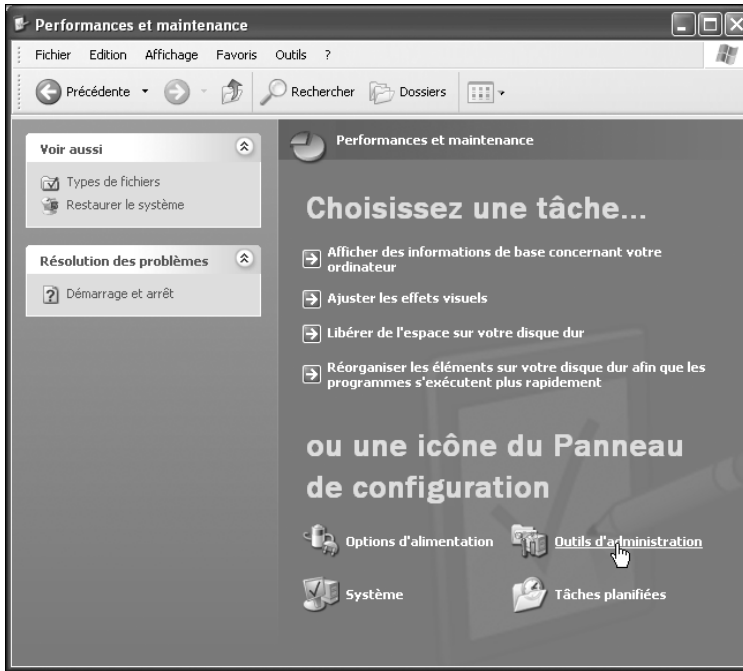 Performances et maintenance
Fichier Edition Affichage Favoris Outils ?
Précédente Rechercher Dossiers
Voir aussi
Types de fichiers
Restaurer le système
Résolution des problèmes
Démarrage et arrêt
Performances et maintenance
Choisissez une tâche...
Afficher des informations de base concernant votre
ordinateur
Ajuster les effets visuels
Libérer de l'espace sur votre disque dur
Réorganiser les éléments sur votre disque dur afin que les
programmes s'exécutent plus rapidement
ou une icône du Panneau
de configuration
Options d'alimentation Outils d'administration
Système Tâches planifiées